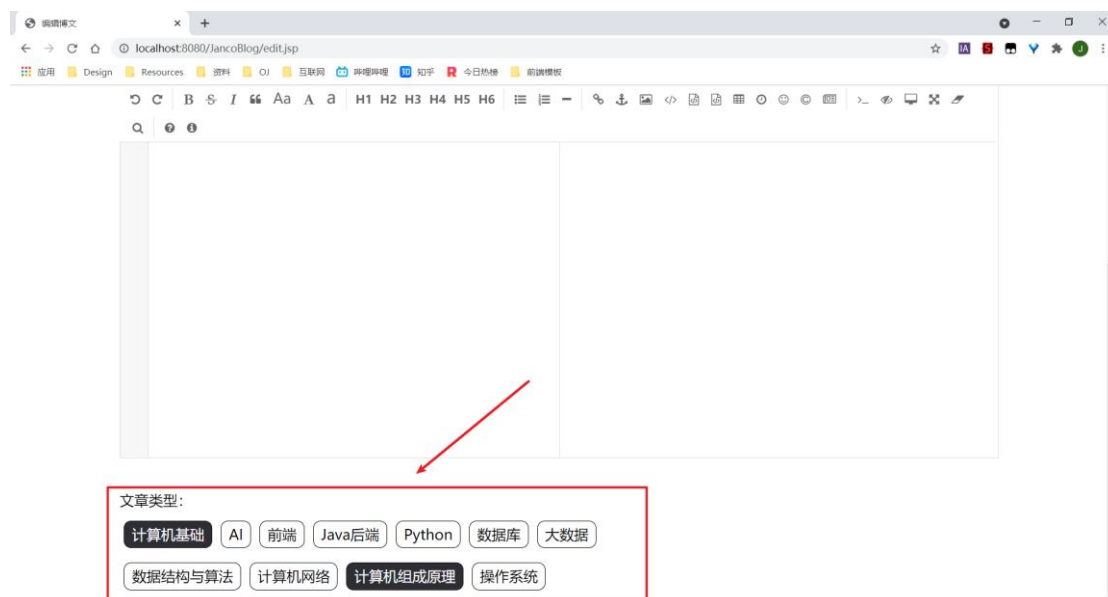 编辑博文
localhost:8080/JancoBlog/edit.jsp
应用 Design Resources 资料 OJ 互联网 哔哩哔哩 知乎 今日热榜 前端模板
B S I Aa A a H1 H2 H3 H4 H5 H6
文章类型：
计算机基础 AI 前端 Java后端 Python 数据库 大数据
数据结构与算法 计算机网络 计算机组成原理 操作系统